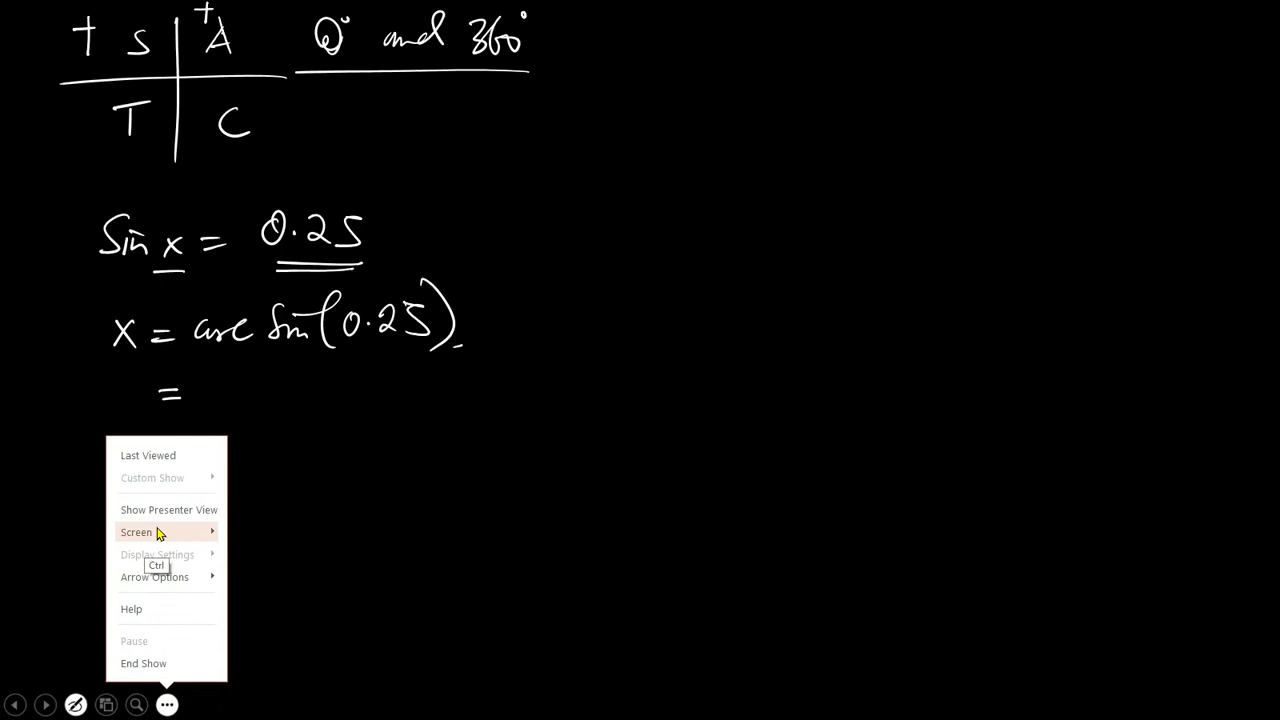 + S | + A 0° and 360°
T | C
Sin x = 0.25
x = arc Sin(0.25)
=
Last Viewed
Custom Show
Show Presenter View
Screen
Display Settings
Ctrl
Arrow Options
Help
Pause
End Show